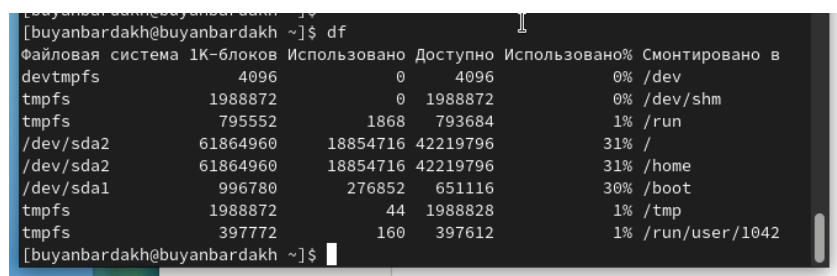 [buyanbardakh@buyanbardakh ~]$ df
Файловая система 1K-блоков Использовано Доступно Использовано% Смонтировано в
devtmpfs 4096 0 4096 0% /dev
tmpfs 1988872 0 1988872 0% /dev/shm
tmpfs 795552 1868 793684 1% /run
/dev/sda2 61864960 18854716 42219796 31% /
/dev/sda2 61864960 18854716 42219796 31% /home
/dev/sda1 996780 276852 651116 30% /boot
tmpfs 1988872 44 1988828 1% /tmp
tmpfs 397772 160 397612 1% /run/user/1042
[buyanbardakh@buyanbardakh ~]$